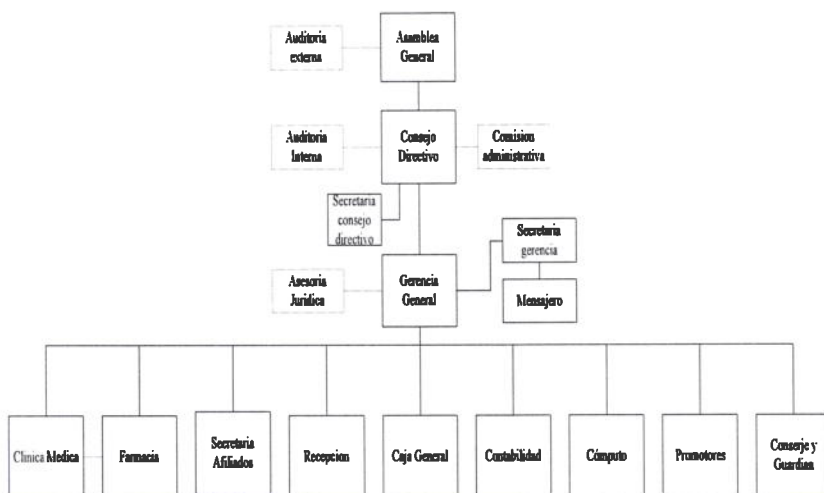 Auditoria
externa
Asamblea
General
Auditoria
Interna
Consejo
Directivo
Comision
administrativa
Secretaria
consejo
directivo
Secretaria
gerencia
Asesoria
Juridica
Gerencia
General
Mensajero
Clinica Medica
Farmacia
Secretaria
Afiliados
Recepcion
Caja General
Contabilidad
Cómputo
Promotores
Conserje y
Guardian